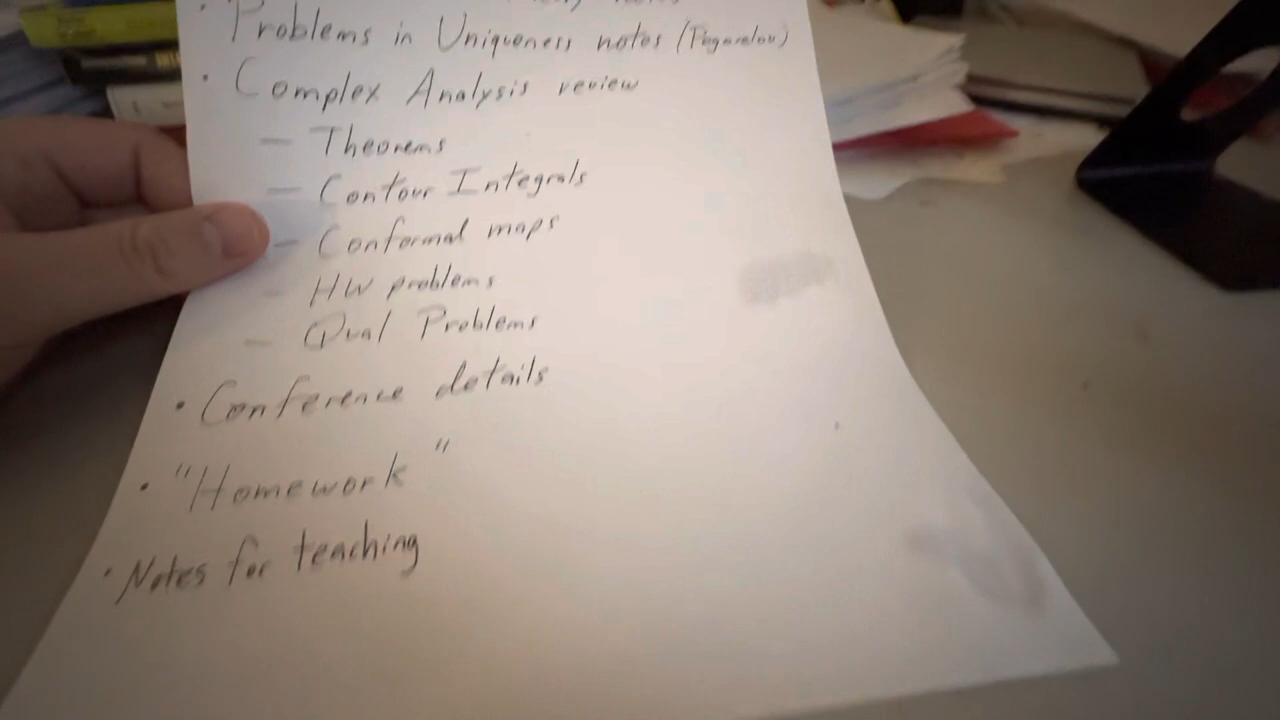 • Problems in Uniqueness notes (Pogorelov)
• Complex Analysis review
— Theorems
— Contour Integrals
— Conformal maps
— HW problems
— Qual Problems
• Conference details
• "Homework"
• Notes for teaching